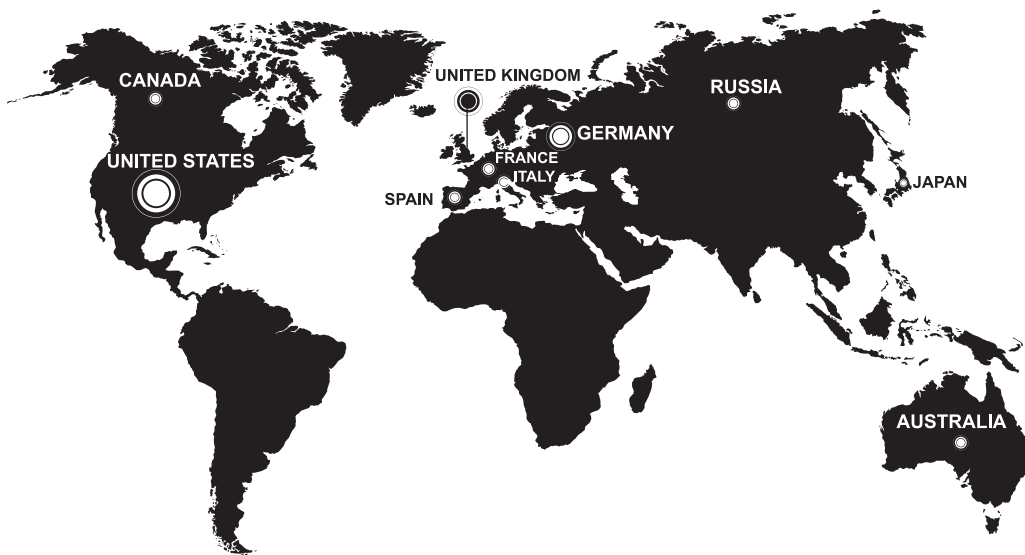 UNITED KINGDOM
CANADA
RUSSIA
GERMANY
UNITED STATES
FRANCE
ITALY
JAPAN
SPAIN
AUSTRALIA